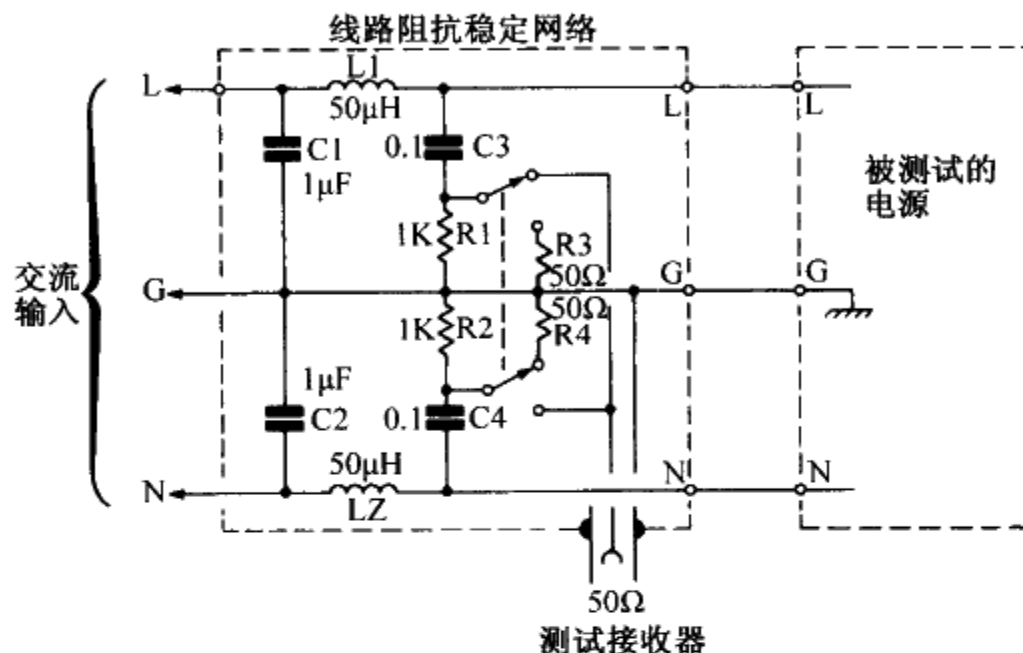 线路阻抗稳定网络
L
L1
50μH
L
L
C1
1μF
0.1
C3
被测试的
电源
1K
R1
R3
50Ω
交流
输入
G
G
G
50Ω
1K
R2
R4
1μF
C2
0.1
C4
50μH
N
LZ
N
N
50Ω
测试接收器